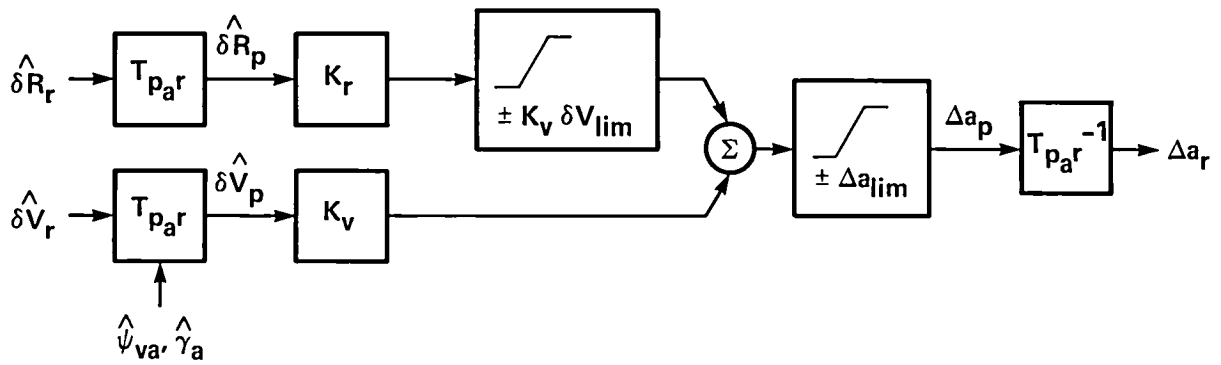 δR̂r
Tpar
δR̂p
Kr
± Kv δVlim
Σ
± Δalim
Δap
Tpar-1
Δar
δV̂r
Tpar
δV̂p
Kv
ψ̂va, γ̂a